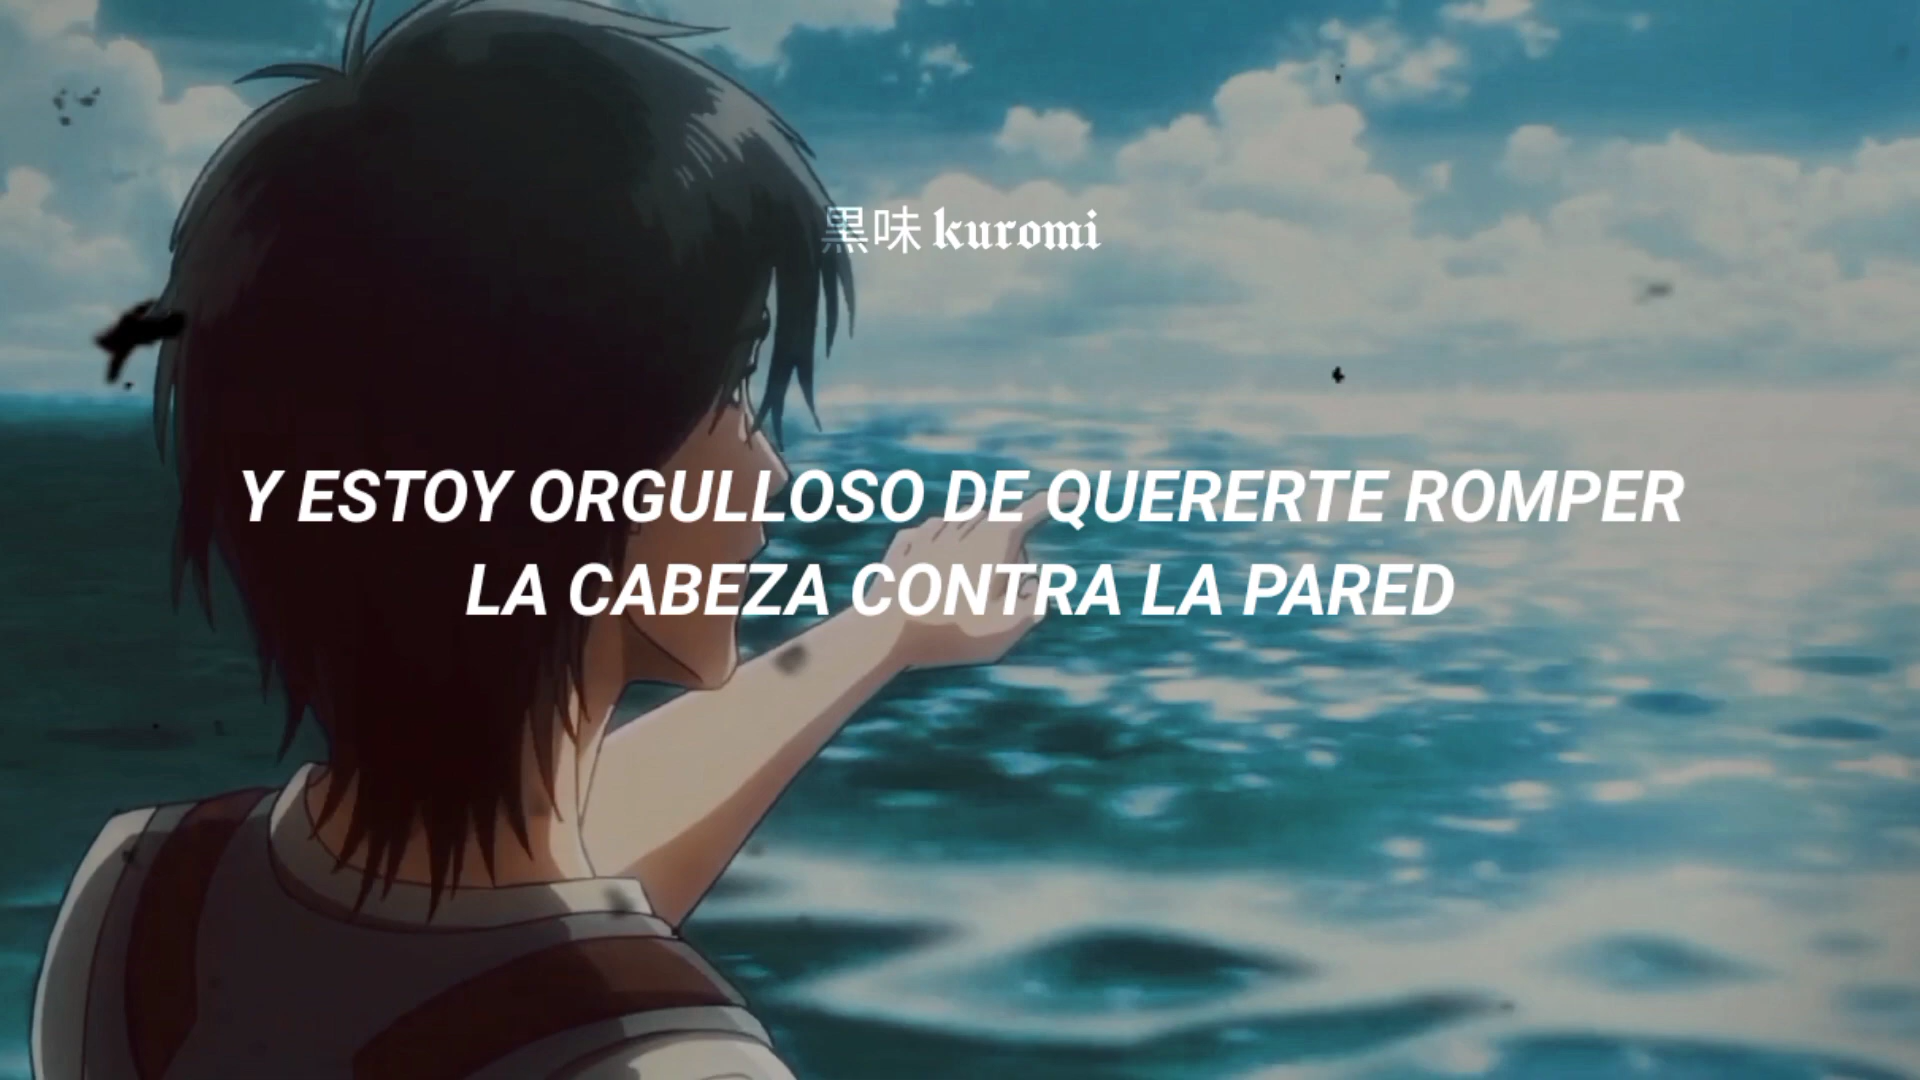 黒味 kuromi
Y ESTOY ORGULLOSO DE QUERERTE ROMPER
LA CABEZA CONTRA LA PARED